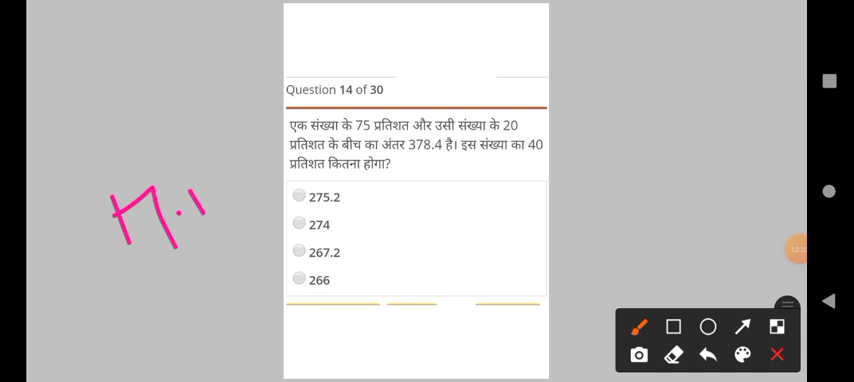 Question 14 of 30
एक संख्या के 75 प्रतिशत और उसी संख्या के 20
प्रतिशत के बीच का अंतर 378.4 है। इस संख्या का 40
प्रतिशत कितना होगा?
275.2
274
267.2
266